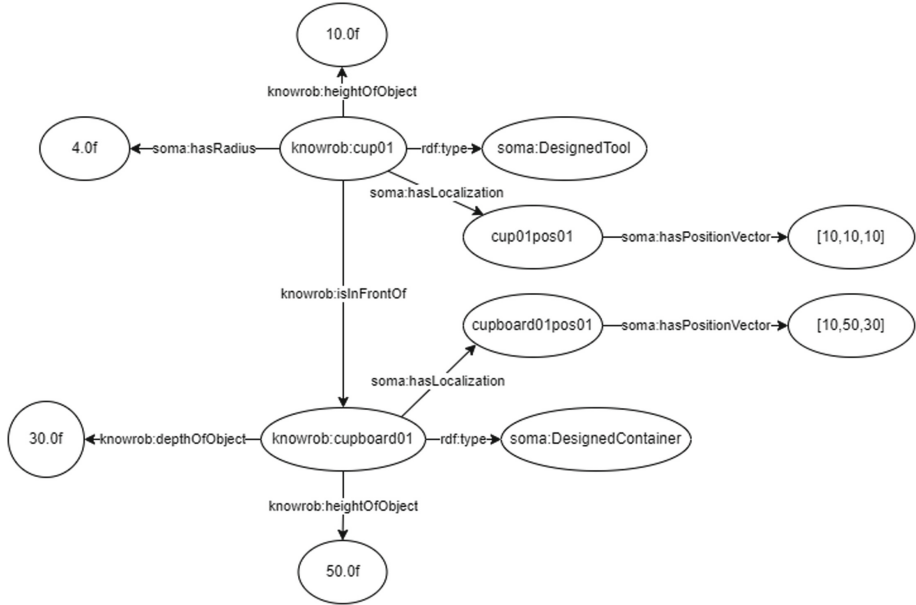 10.0f
knowrob:heightOfObject
4.0f
soma:hasRadius
knowrob:cup01
rdf:type
soma:DesignedTool
soma:hasLocalization
cup01pos01
soma:hasPositionVector
[10,10,10]
knowrob:isInFrontOf
cupboard01pos01
soma:hasPositionVector
[10,50,30]
soma:hasLocalization
30.0f
knowrob:depthOfObject
knowrob:cupboard01
rdf:type
soma:DesignedContainer
knowrob:heightOfObject
50.0f